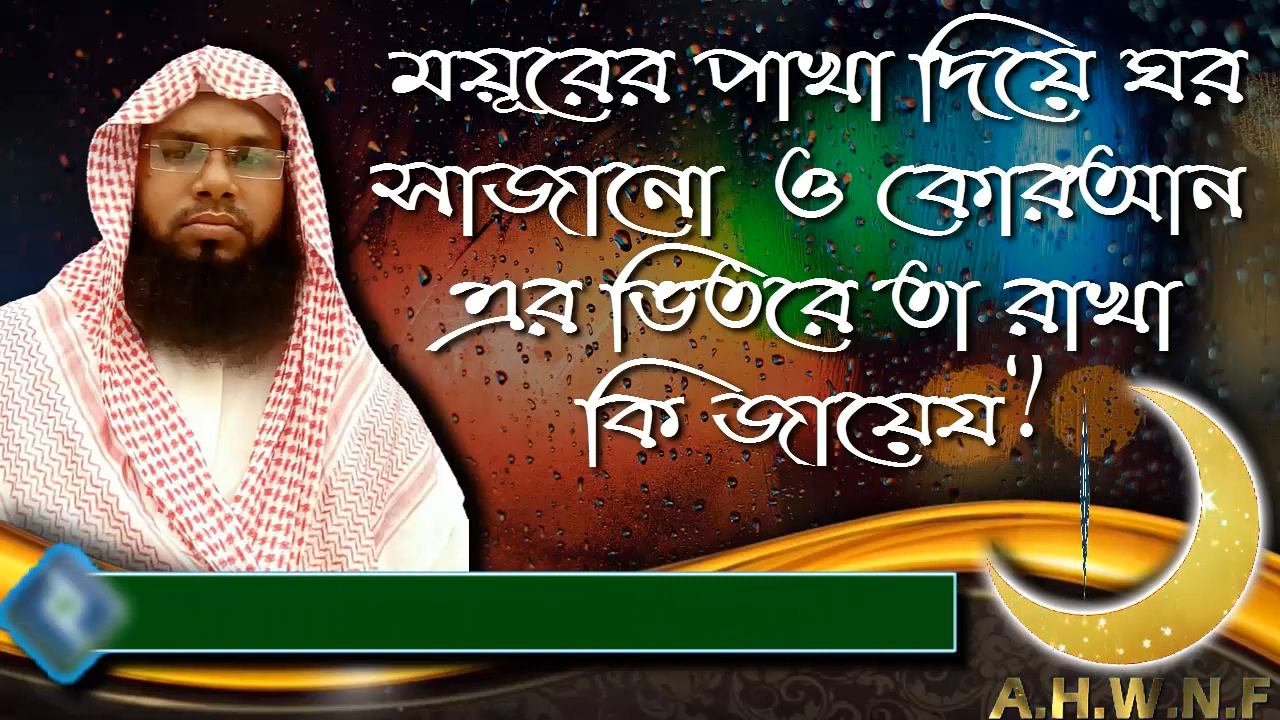 ময়ূরের পাখা দিয়ে ঘর
সাজানো ও কোরআন
এর ভিতরে তা রাখা
কি জায়েয?
A.H.W.N.F